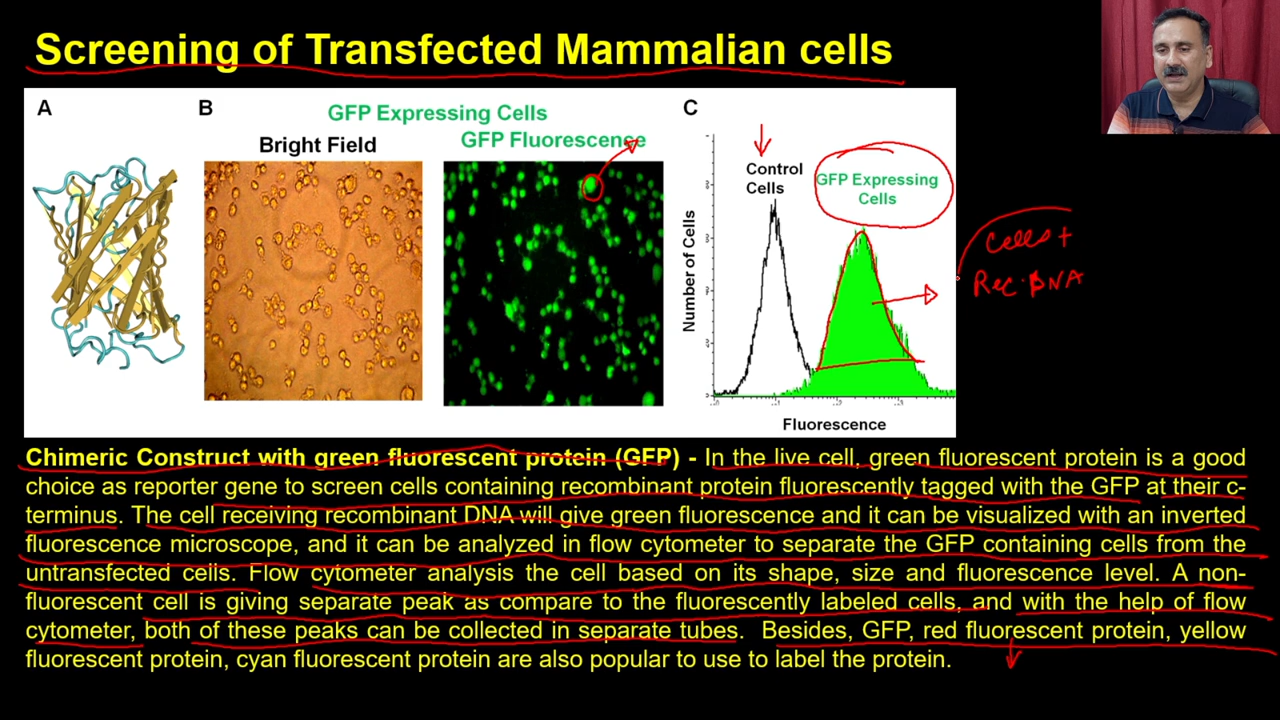 Screening of Transfected Mammalian cells
A
B
GFP Expressing Cells
Bright Field
GFP Fluorescence
C
Control
Cells
GFP Expressing
Cells
Number of Cells
Fluorescence
Cells +
Rec. DNA
Chimeric Construct with green fluorescent protein (GFP) - In the live cell, green fluorescent protein is a good
choice as reporter gene to screen cells containing recombinant protein fluorescently tagged with the GFP at their c-
terminus. The cell receiving recombinant DNA will give green fluorescence and it can be visualized with an inverted
fluorescence microscope, and it can be analyzed in flow cytometer to separate the GFP containing cells from the
untransfected cells. Flow cytometer analysis the cell based on its shape, size and fluorescence level. A non-
fluorescent cell is giving separate peak as compare to the fluorescently labeled cells, and with the help of flow
cytometer, both of these peaks can be collected in separate tubes. Besides, GFP, red fluorescent protein, yellow
fluorescent protein, cyan fluorescent protein are also popular to use to label the protein.